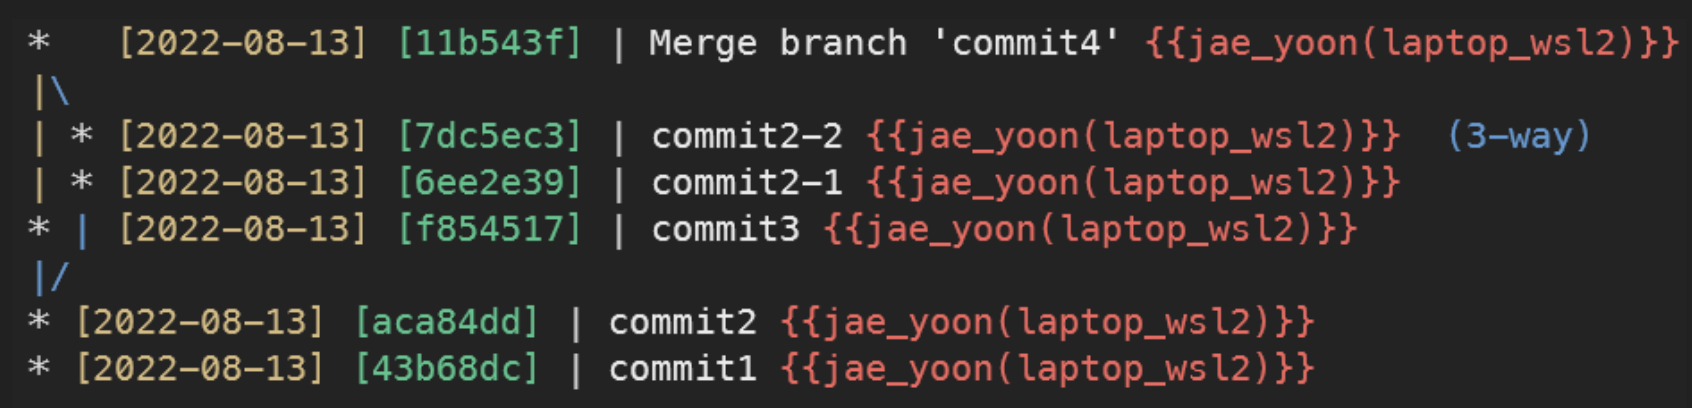 *   [2022-08-13] [11b543f] | Merge branch 'commit4' {{jae_yoon(laptop_wsl2)}}
|\
| * [2022-08-13] [7dc5ec3] | commit2-2 {{jae_yoon(laptop_wsl2)}}  (3-way)
| * [2022-08-13] [6ee2e39] | commit2-1 {{jae_yoon(laptop_wsl2)}}
* | [2022-08-13] [f854517] | commit3 {{jae_yoon(laptop_wsl2)}}
|/
* [2022-08-13] [aca84dd] | commit2 {{jae_yoon(laptop_wsl2)}}
* [2022-08-13] [43b68dc] | commit1 {{jae_yoon(laptop_wsl2)}}